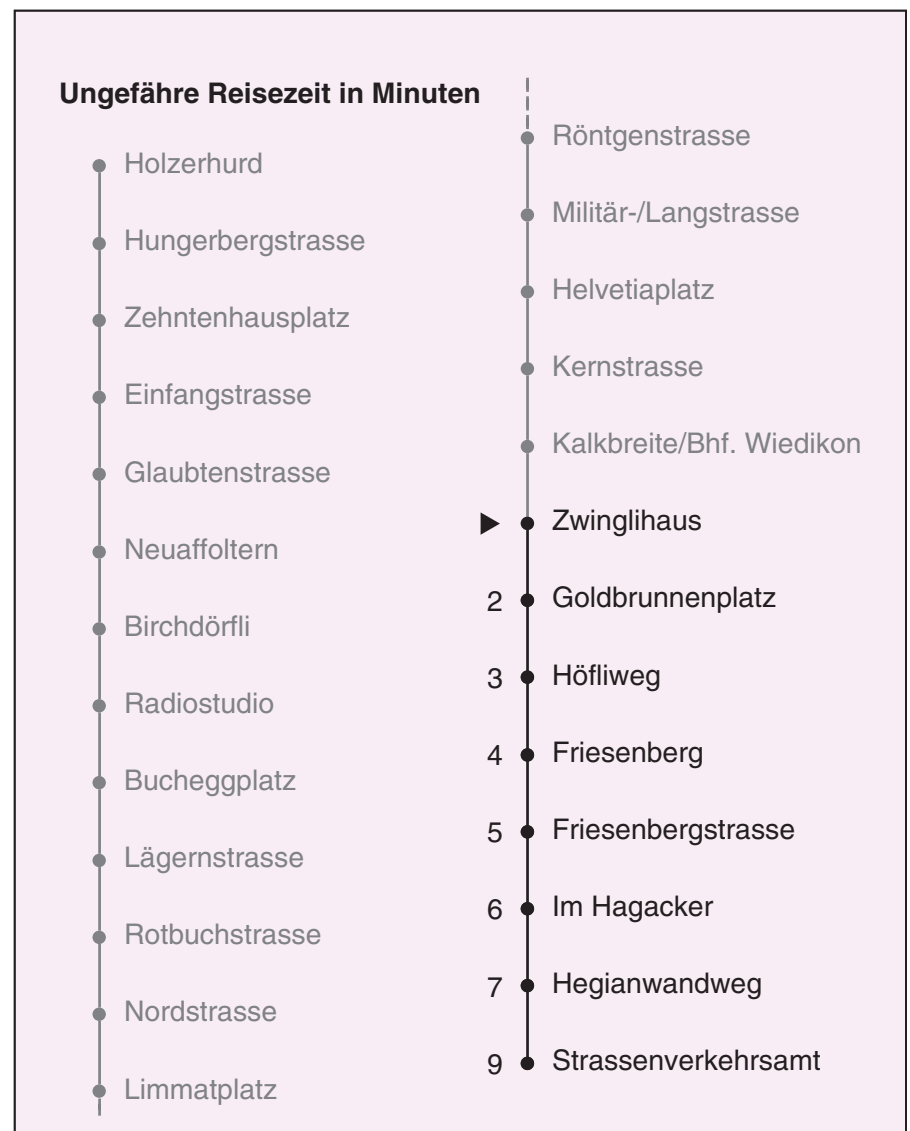 Ungefähre Reisezeit in Minuten
Holzerhurd
Hungerbergstrasse
Zehntenhausplatz
Einfangstrasse
Glaubtenstrasse
Neuaffoltern
Birchdörfli
Radiostudio
Bucheggplatz
Lägernstrasse
Rotbuchstrasse
Nordstrasse
Limmatplatz
Röntgenstrasse
Militär-/Langstrasse
Helvetiaplatz
Kernstrasse
Kalkbreite/Bhf. Wiedikon
Zwinglihaus
2 Goldbrunnenplatz
3 Höfliweg
4 Friesenberg
5 Friesenbergstrasse
6 Im Hagacker
7 Hegianwandweg
9 Strassenverkehrsamt